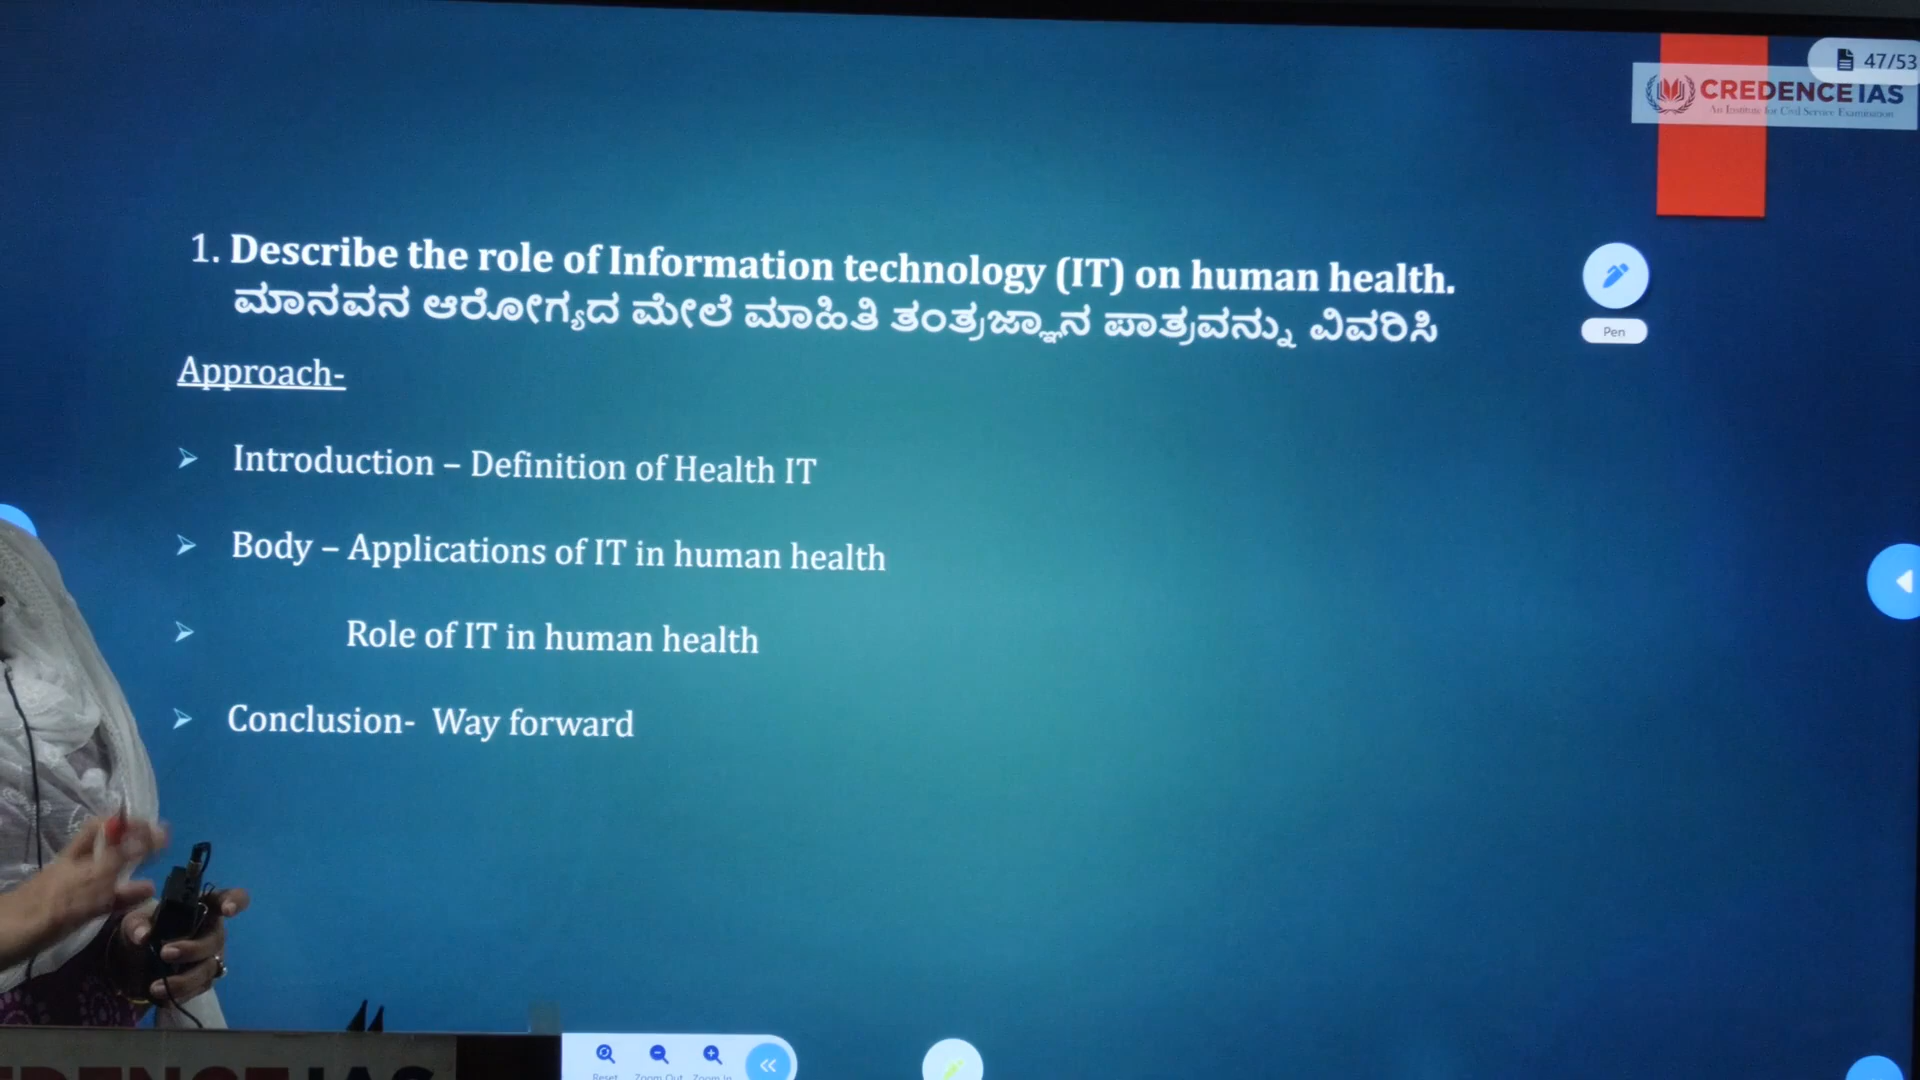 47/53
CREDENCE IAS
An Institute for Civil Service Examination
1. Describe the role of Information technology (IT) on human health.
ಮಾನವನ ಆರೋಗ್ಯದ ಮೇಲೆ ಮಾಹಿತಿ ತಂತ್ರಜ್ಞಾನ ಪಾತ್ರವನ್ನು ವಿವರಿಸಿ
Pen
Approach-
Introduction – Definition of Health IT
Body – Applications of IT in human health
Role of IT in human health
Conclusion- Way forward
Reset Zoom Out Zoom In
IAS